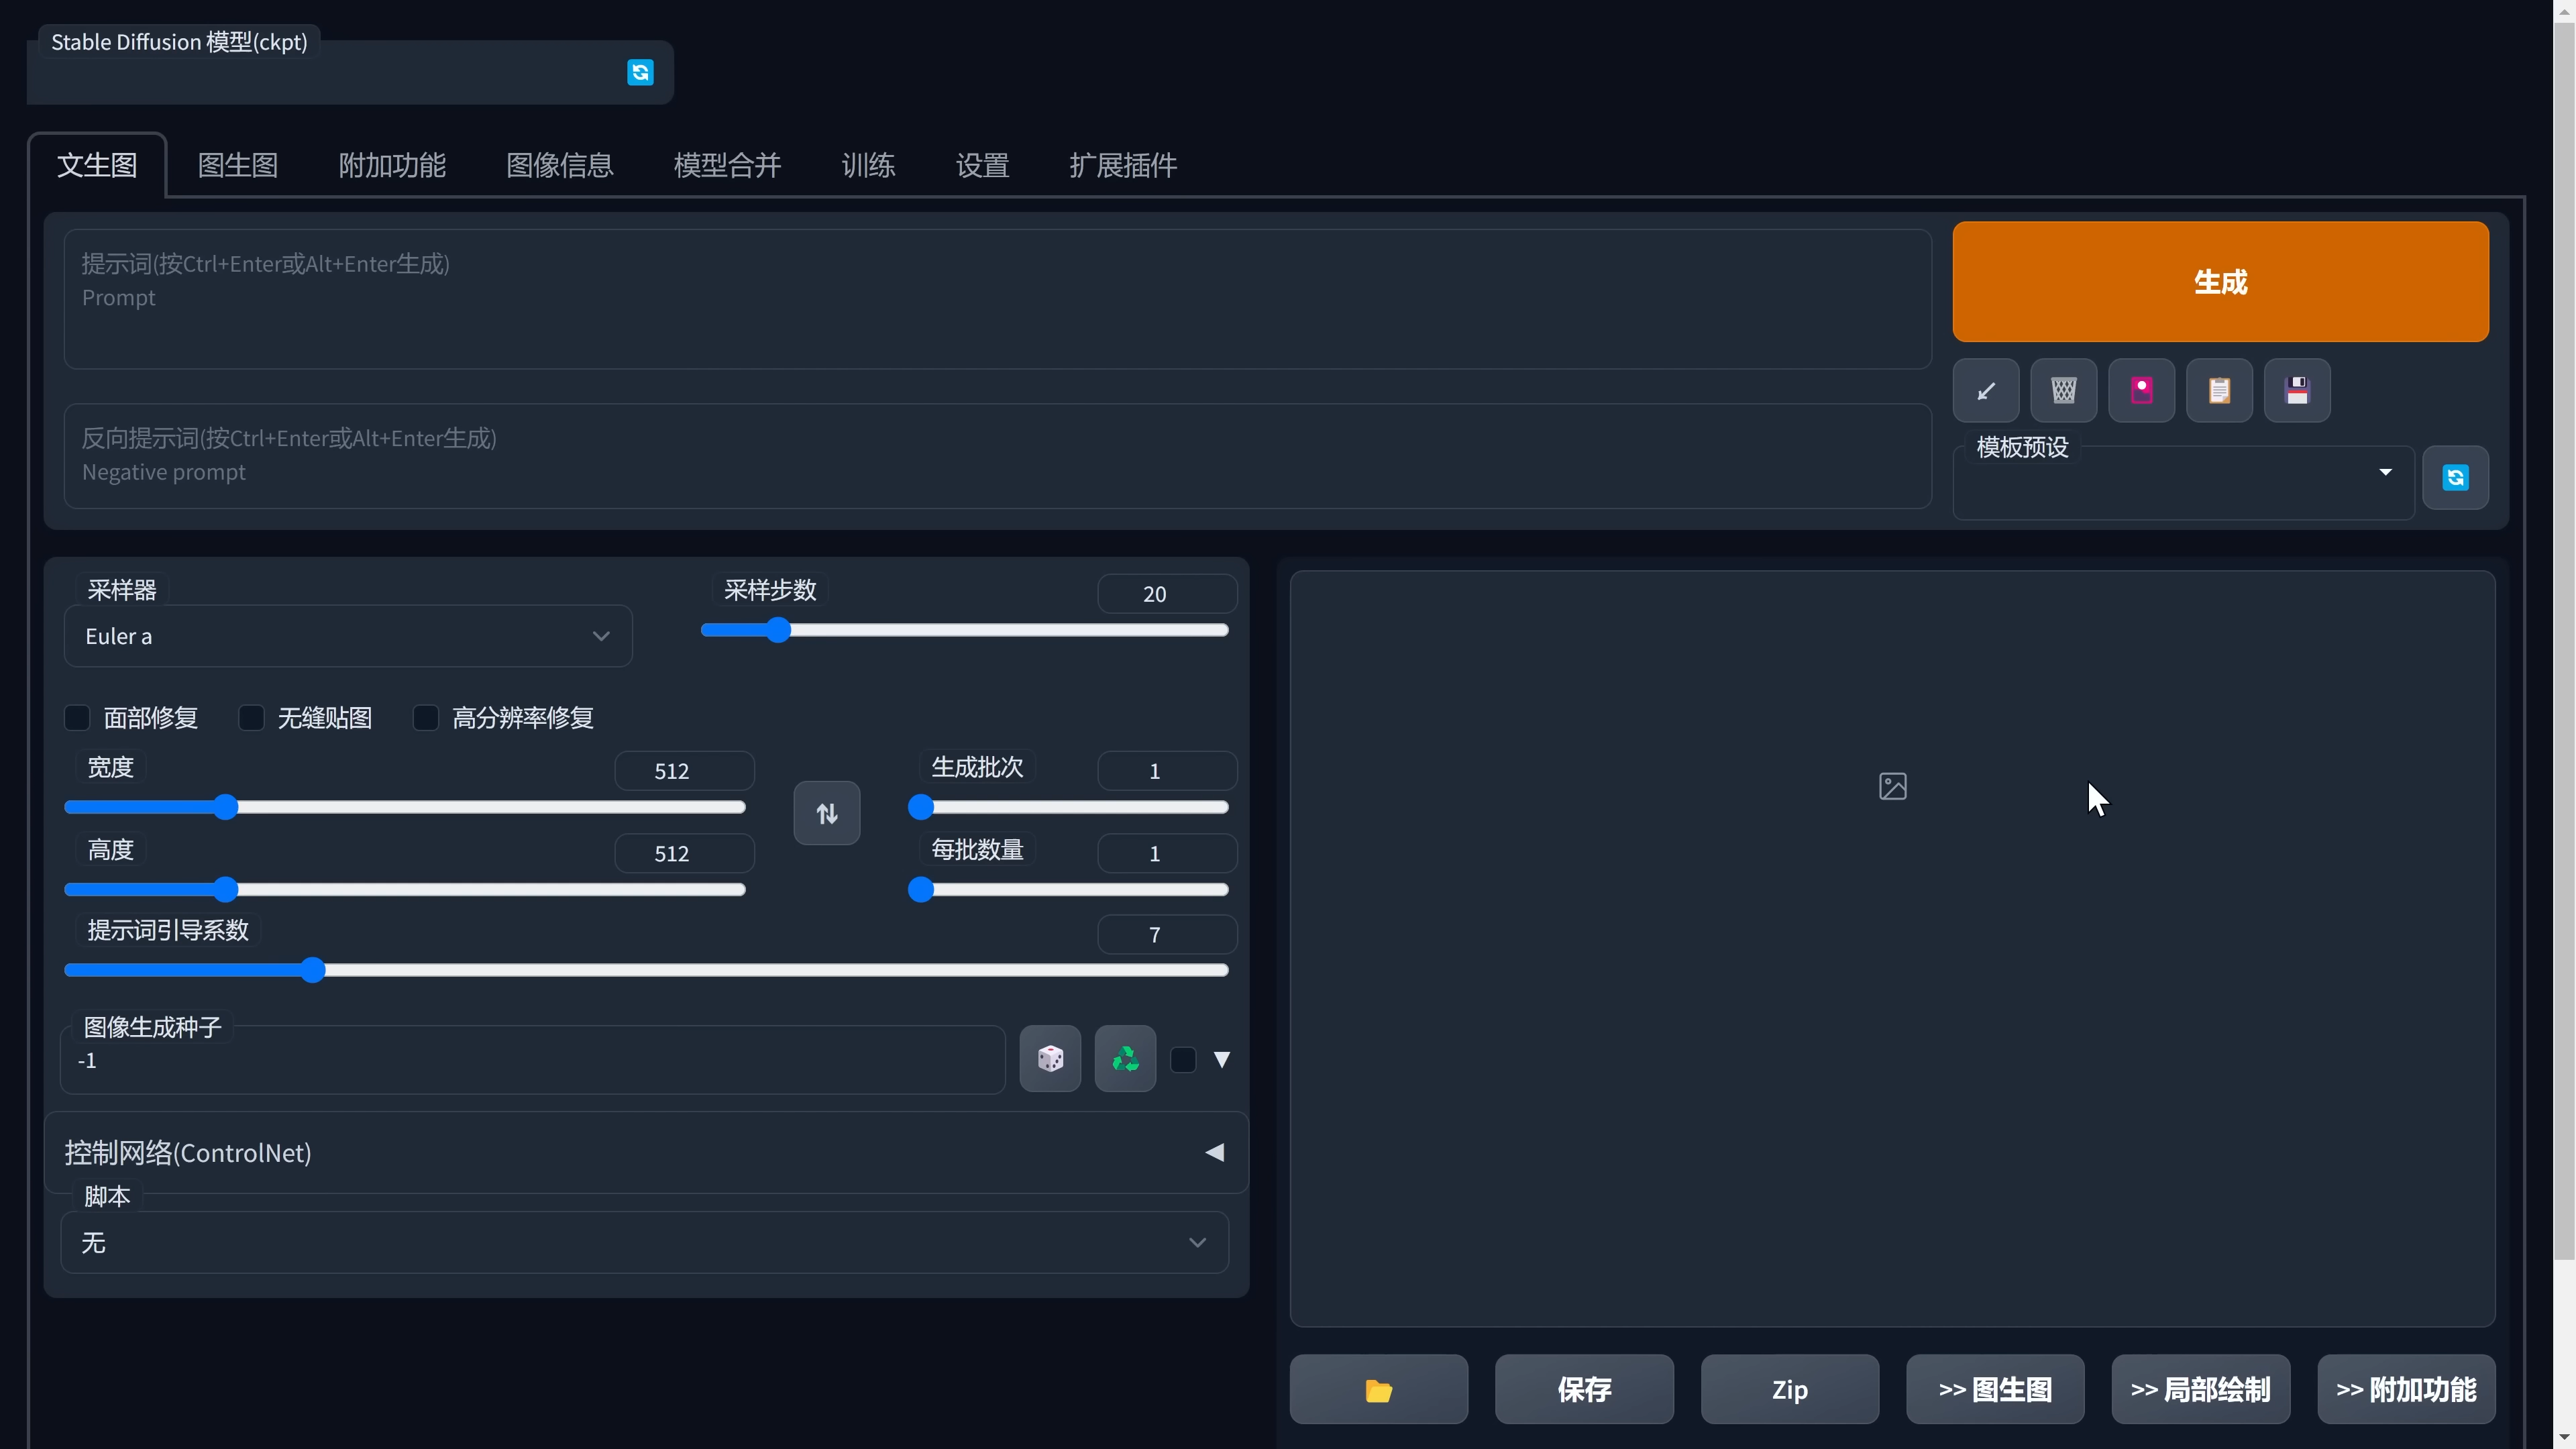 Stable Diffusion 模型(ckpt)
文生图 图生图 附加功能 图像信息 模型合并 训练 设置 扩展插件
提示词(按Ctrl+Enter或Alt+Enter生成)
Prompt
生成
反向提示词(按Ctrl+Enter或Alt+Enter生成)
Negative prompt
模板预设
采样器
Euler a
采样步数 20
面部修复 无缝贴图 高分辨率修复
宽度 512
生成批次 1
高度 512
每批数量 1
提示词引导系数 7
图像生成种子
-1
控制网络(ControlNet)
脚本
无
保存 Zip >> 图生图 >> 局部绘制 >> 附加功能